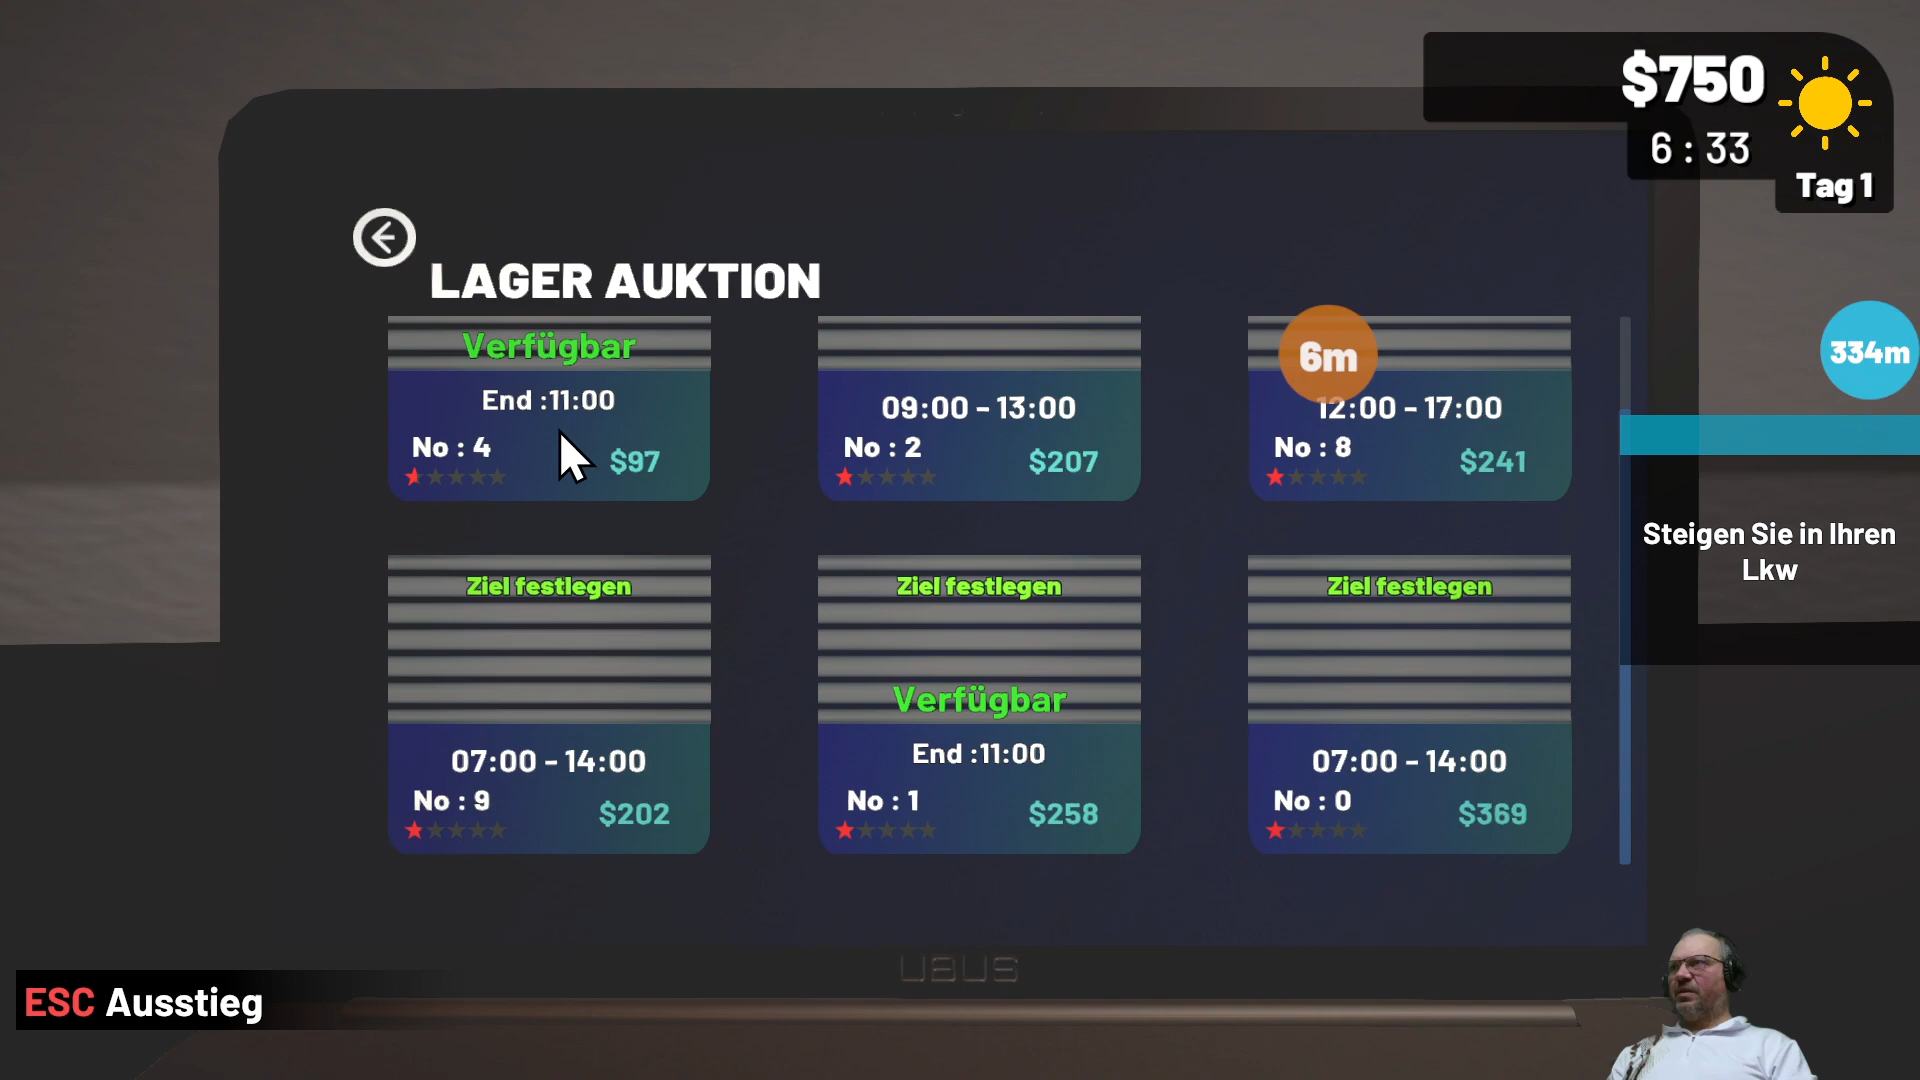 $750
6 : 33
Tag 1
LAGER AUKTION
Verfügbar
End :11:00
No : 4
$97
09:00 - 13:00
No : 2
$207
6m
12:00 - 17:00
No : 8
$241
334m
Steigen Sie in Ihren
Lkw
Ziel festlegen
07:00 - 14:00
No : 9
$202
Ziel festlegen
Verfügbar
End :11:00
No : 1
$258
Ziel festlegen
07:00 - 14:00
No : 0
$369
UBUS
ESC Ausstieg